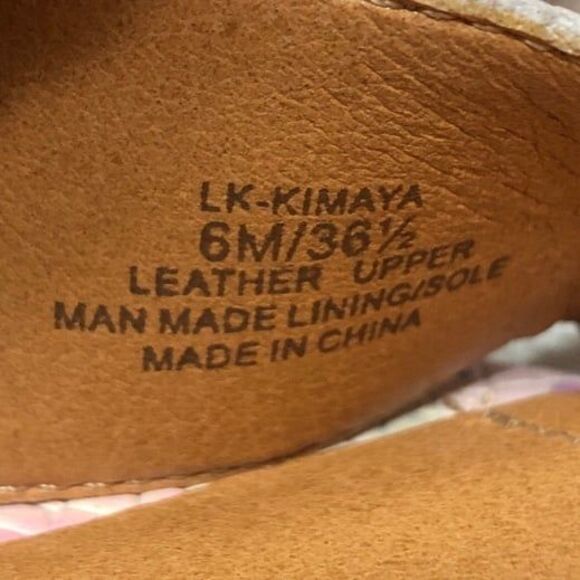 LK-KIMAYA
6M/36½
LEATHER UPPER
MAN MADE LINING/SOLE
MADE IN CHINA